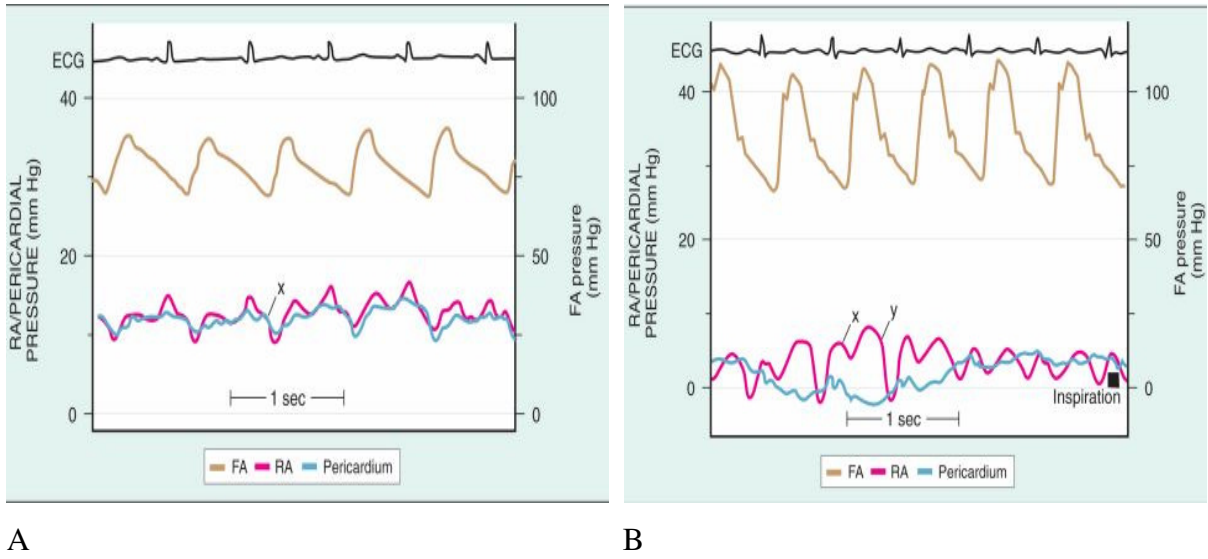 ECG
40
20
0
RA/PERICARDIAL
PRESSURE (mm Hg)
100
50
0
FA pressure
(mm Hg)
x
1 sec
FA RA Pericardium
A
ECG
40
20
0
RA/PERICARDIAL
PRESSURE (mm Hg)
100
50
0
FA pressure
(mm Hg)
x y
Inspiration
1 sec
FA RA Pericardium
B